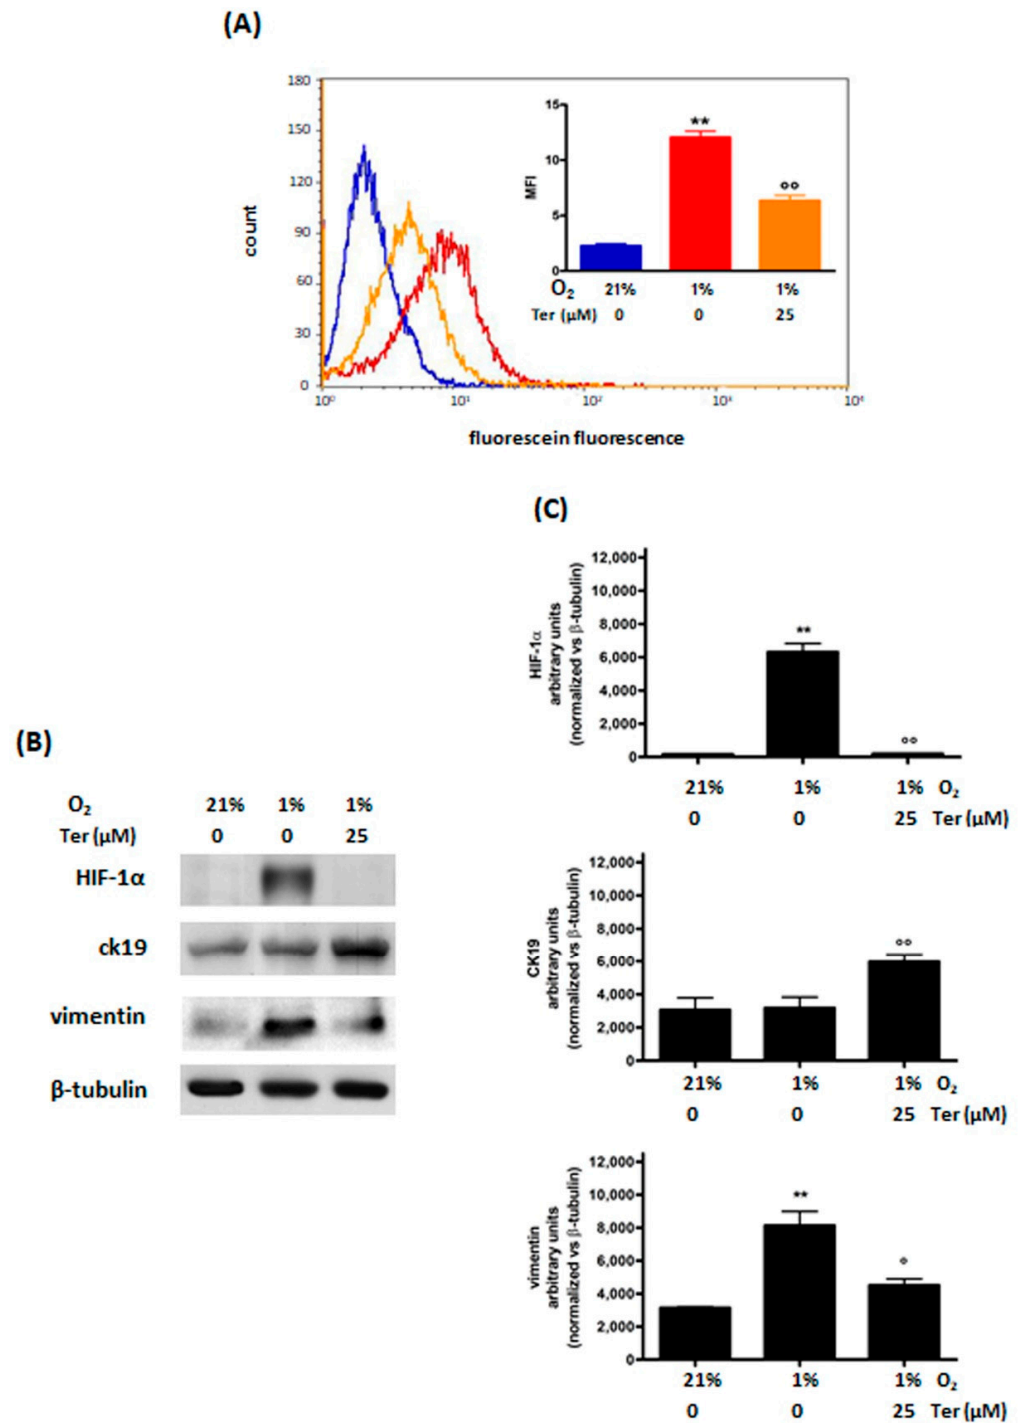 (A)
180
150
120
90
60
30
0
count
10⁰ 10¹ 10² 10³ 10⁴
fluorescein fluorescence
15
10
5
0
MFI
**
°°
O₂ 21% 1% 1%
Ter (µM) 0 0 25
(B)
O₂ 21% 1% 1%
Ter (µM) 0 0 25
HIF-1α
ck19
vimentin
β-tubulin
(C)
HIF-1α
arbitrary units
(normalized vs β-tubulin)
12,000
10,000
8,000
6,000
4,000
2,000
0
**
°°
21% 1% 1% O₂
0 0 25 Ter (µM)
CK19
arbitrary units
(normalized vs β-tubulin)
12,000
10,000
8,000
6,000
4,000
2,000
0
°°
21% 1% 1% O₂
0 0 25 Ter (µM)
vimentin
arbitrary units
(normalized vs β-tubulin)
12,000
10,000
8,000
6,000
4,000
2,000
0
**
°
21% 1% 1% O₂
0 0 25 Ter (µM)